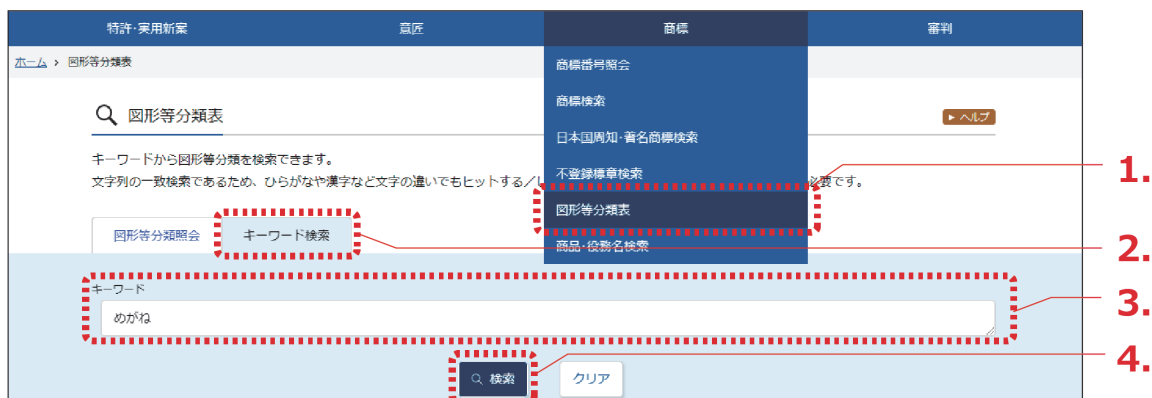 特許・実用新案
意匠
商標
審判
ホーム › 図形等分類表
商標番号照会
商標検索
日本国周知・著名商標検索
不登録標章検索
図形等分類表
商品・役務名検索
図形等分類表
ヘルプ
キーワードから図形等分類を検索できます。
文字列の一致検索であるため、ひらがなや漢字など文字の違いでもヒットする／し 必要です。
1.
図形等分類照会
キーワード検索
2.
キーワード
めがね
3.
検索
クリア
4.